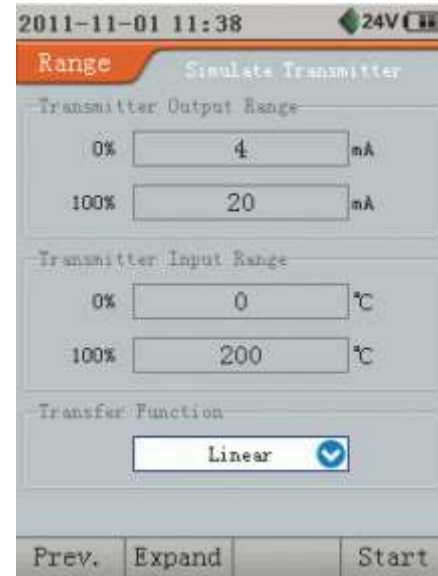 2011-11-01 11:38 24V
Range Simulate Transmitter
Transmitter Output Range
0% 4 mA
100% 20 mA
Transmitter Input Range
0% 0 ℃
100% 200 ℃
Transfer Function
Linear
Prev. Expand Start